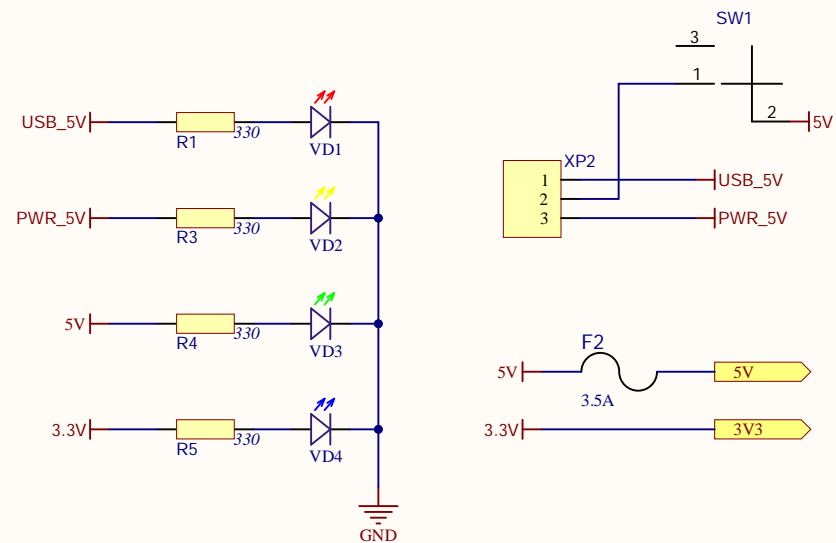 USB_5V
R1
330
VD1
PWR_5V
R3
330
VD2
5V
R4
330
VD3
3.3V
R5
330
VD4
GND
SW1
3
1
2
5V
XP2
1
USB_5V
2
3
PWR_5V
F2
5V
3.5A
5V
3.3V
3V3